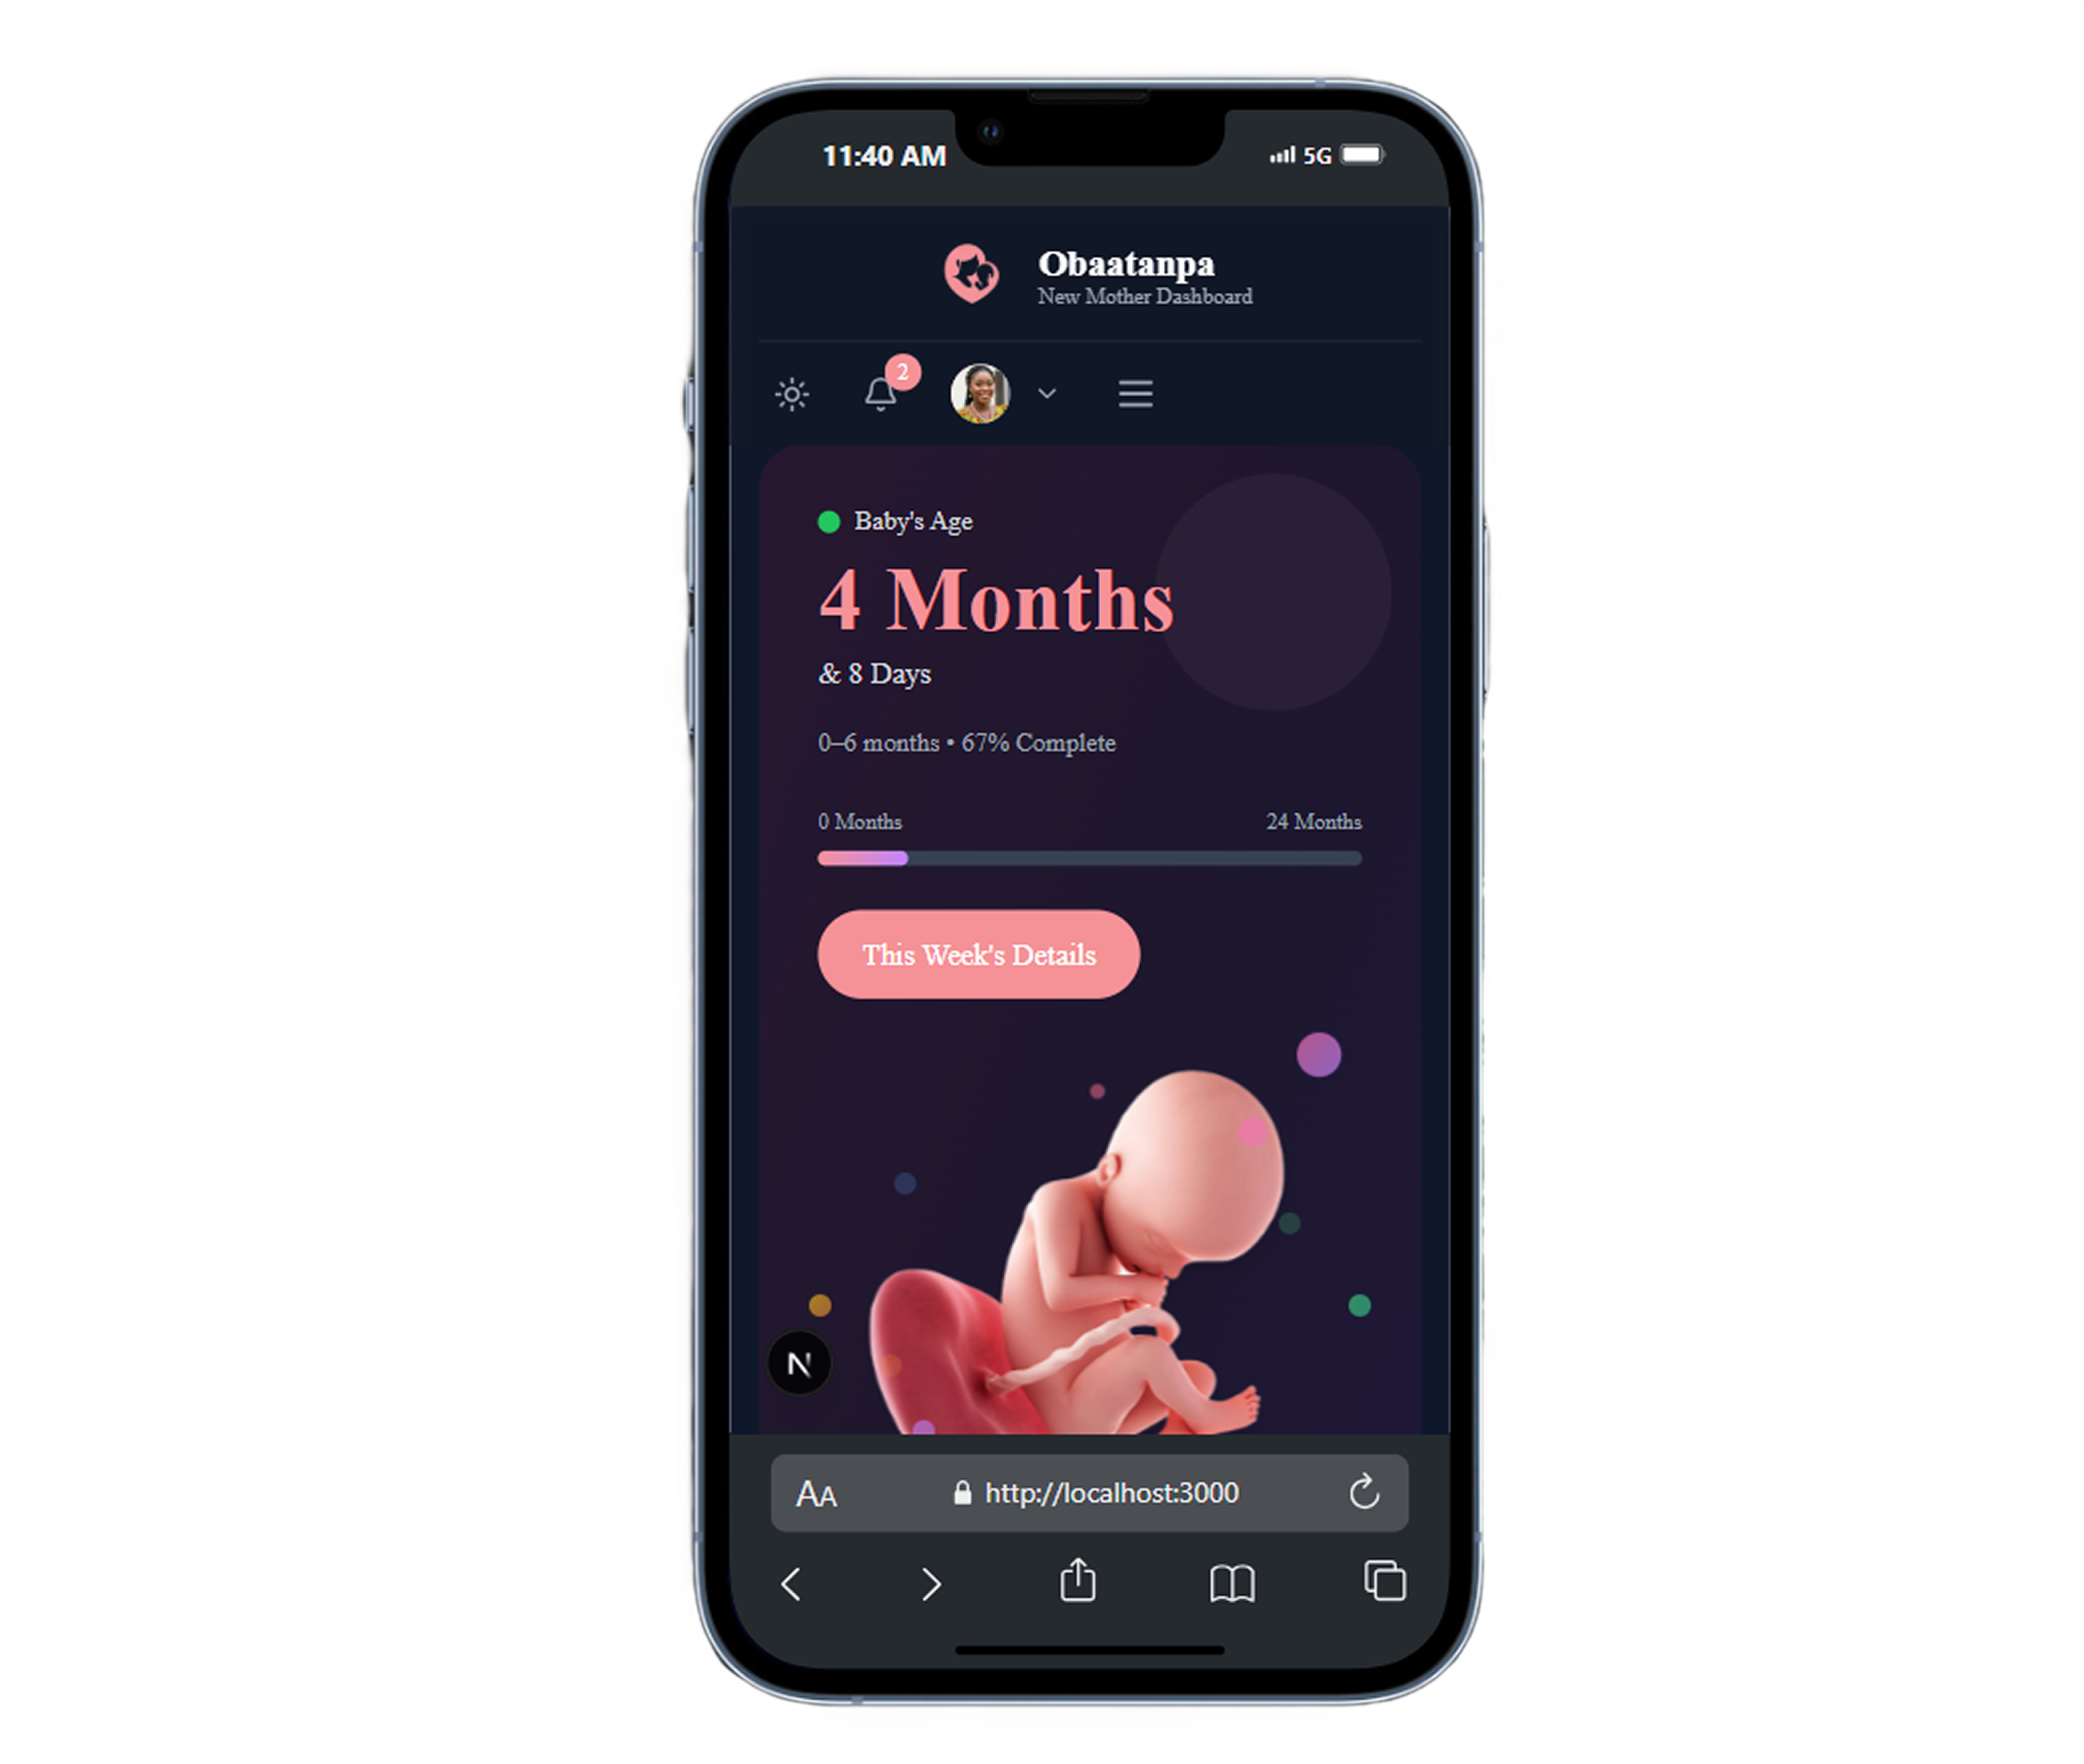 11:40 AM 5G
Obaatanpa
New Mother Dashboard
2
Baby's Age
4 Months
& 8 Days
0–6 months • 67% Complete
0 Months 24 Months
This Week's Details
N
AA http://localhost:3000